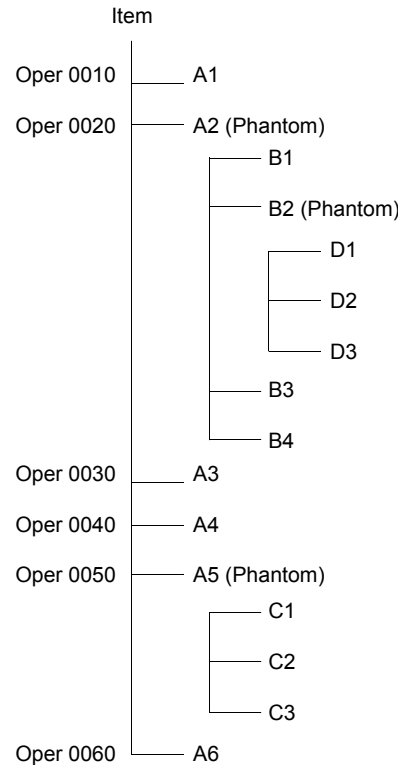 Item
Oper 0010 A1
Oper 0020 A2 (Phantom)
B1
B2 (Phantom)
D1
D2
D3
B3
B4
Oper 0030 A3
Oper 0040 A4
Oper 0050 A5 (Phantom)
C1
C2
C3
Oper 0060 A6